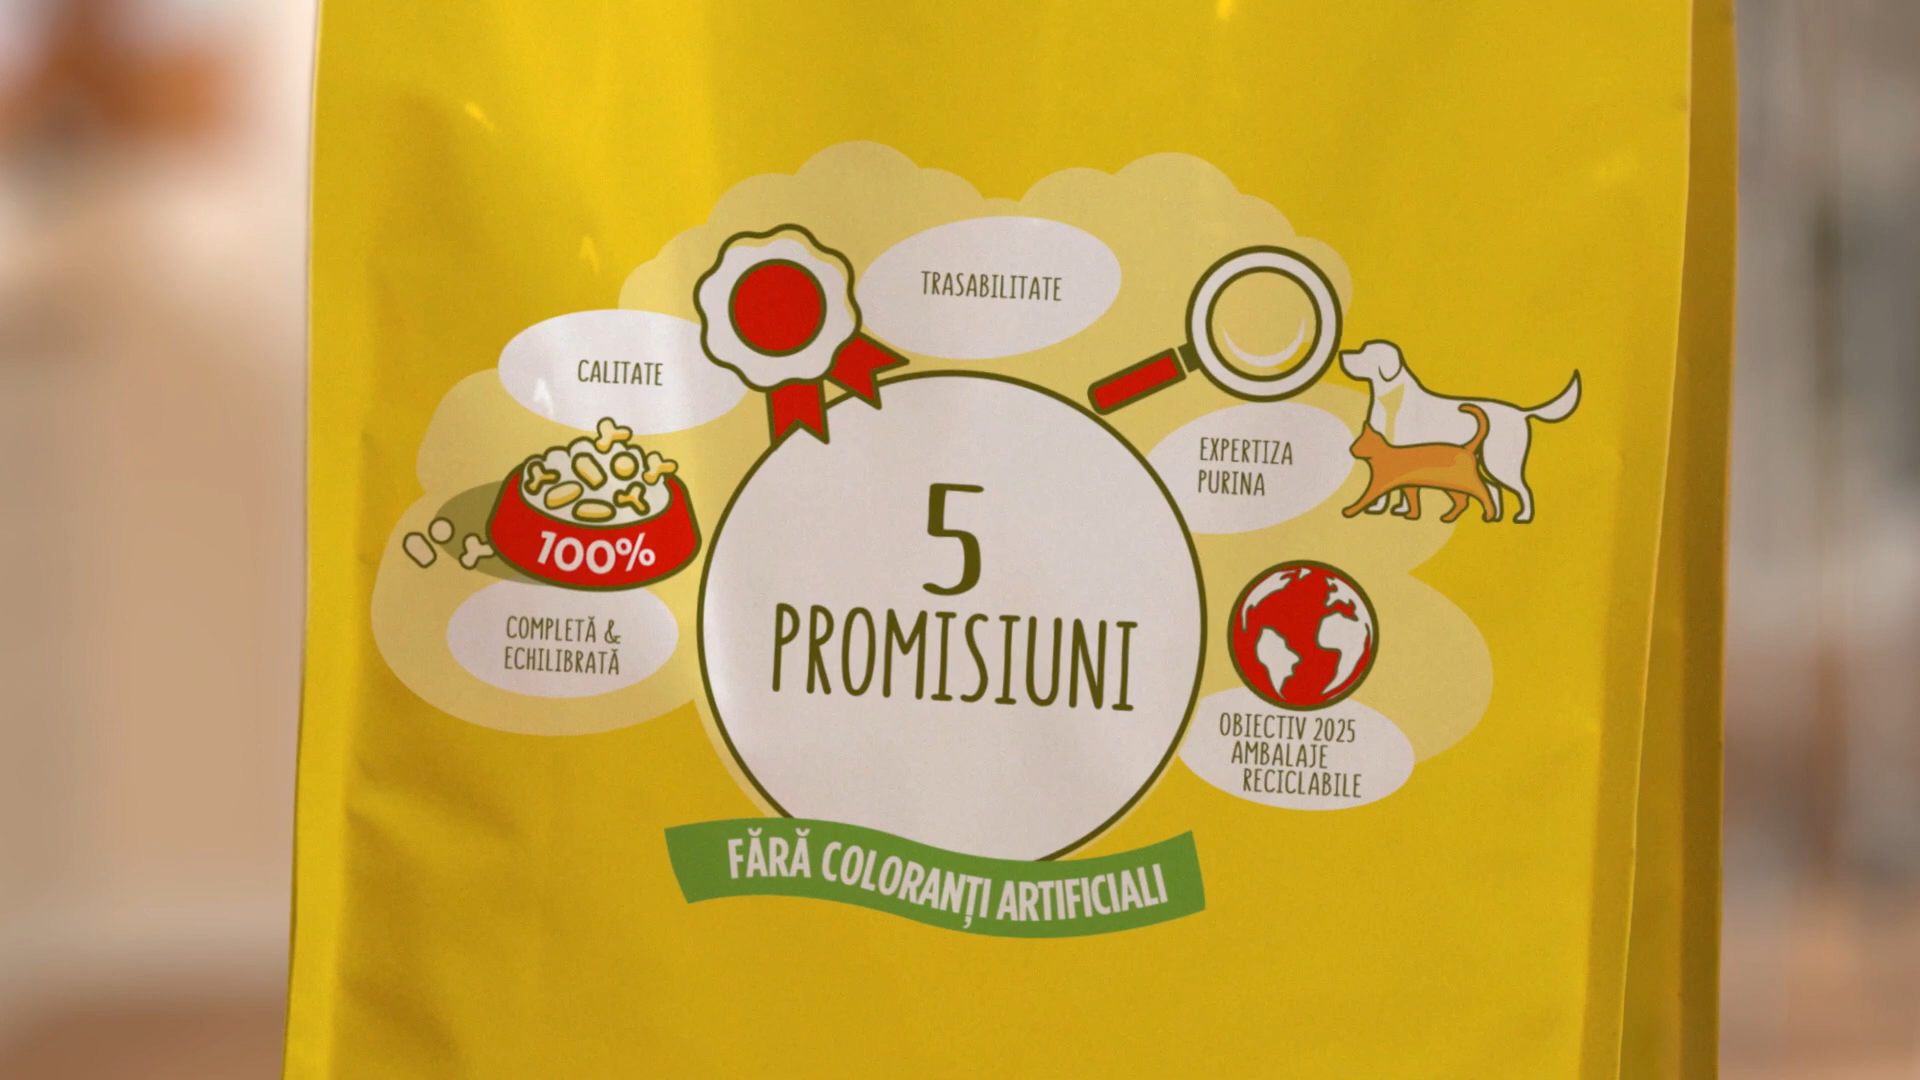 TRASABILITATE
CALITATE
EXPERTIZA
PURINA
100%
COMPLETĂ &
ECHILIBRATĂ
5
PROMISIUNI
OBIECTIV 2025
AMBALAJE
RECICLABILE
FĂRĂ COLORANȚI ARTIFICIALI